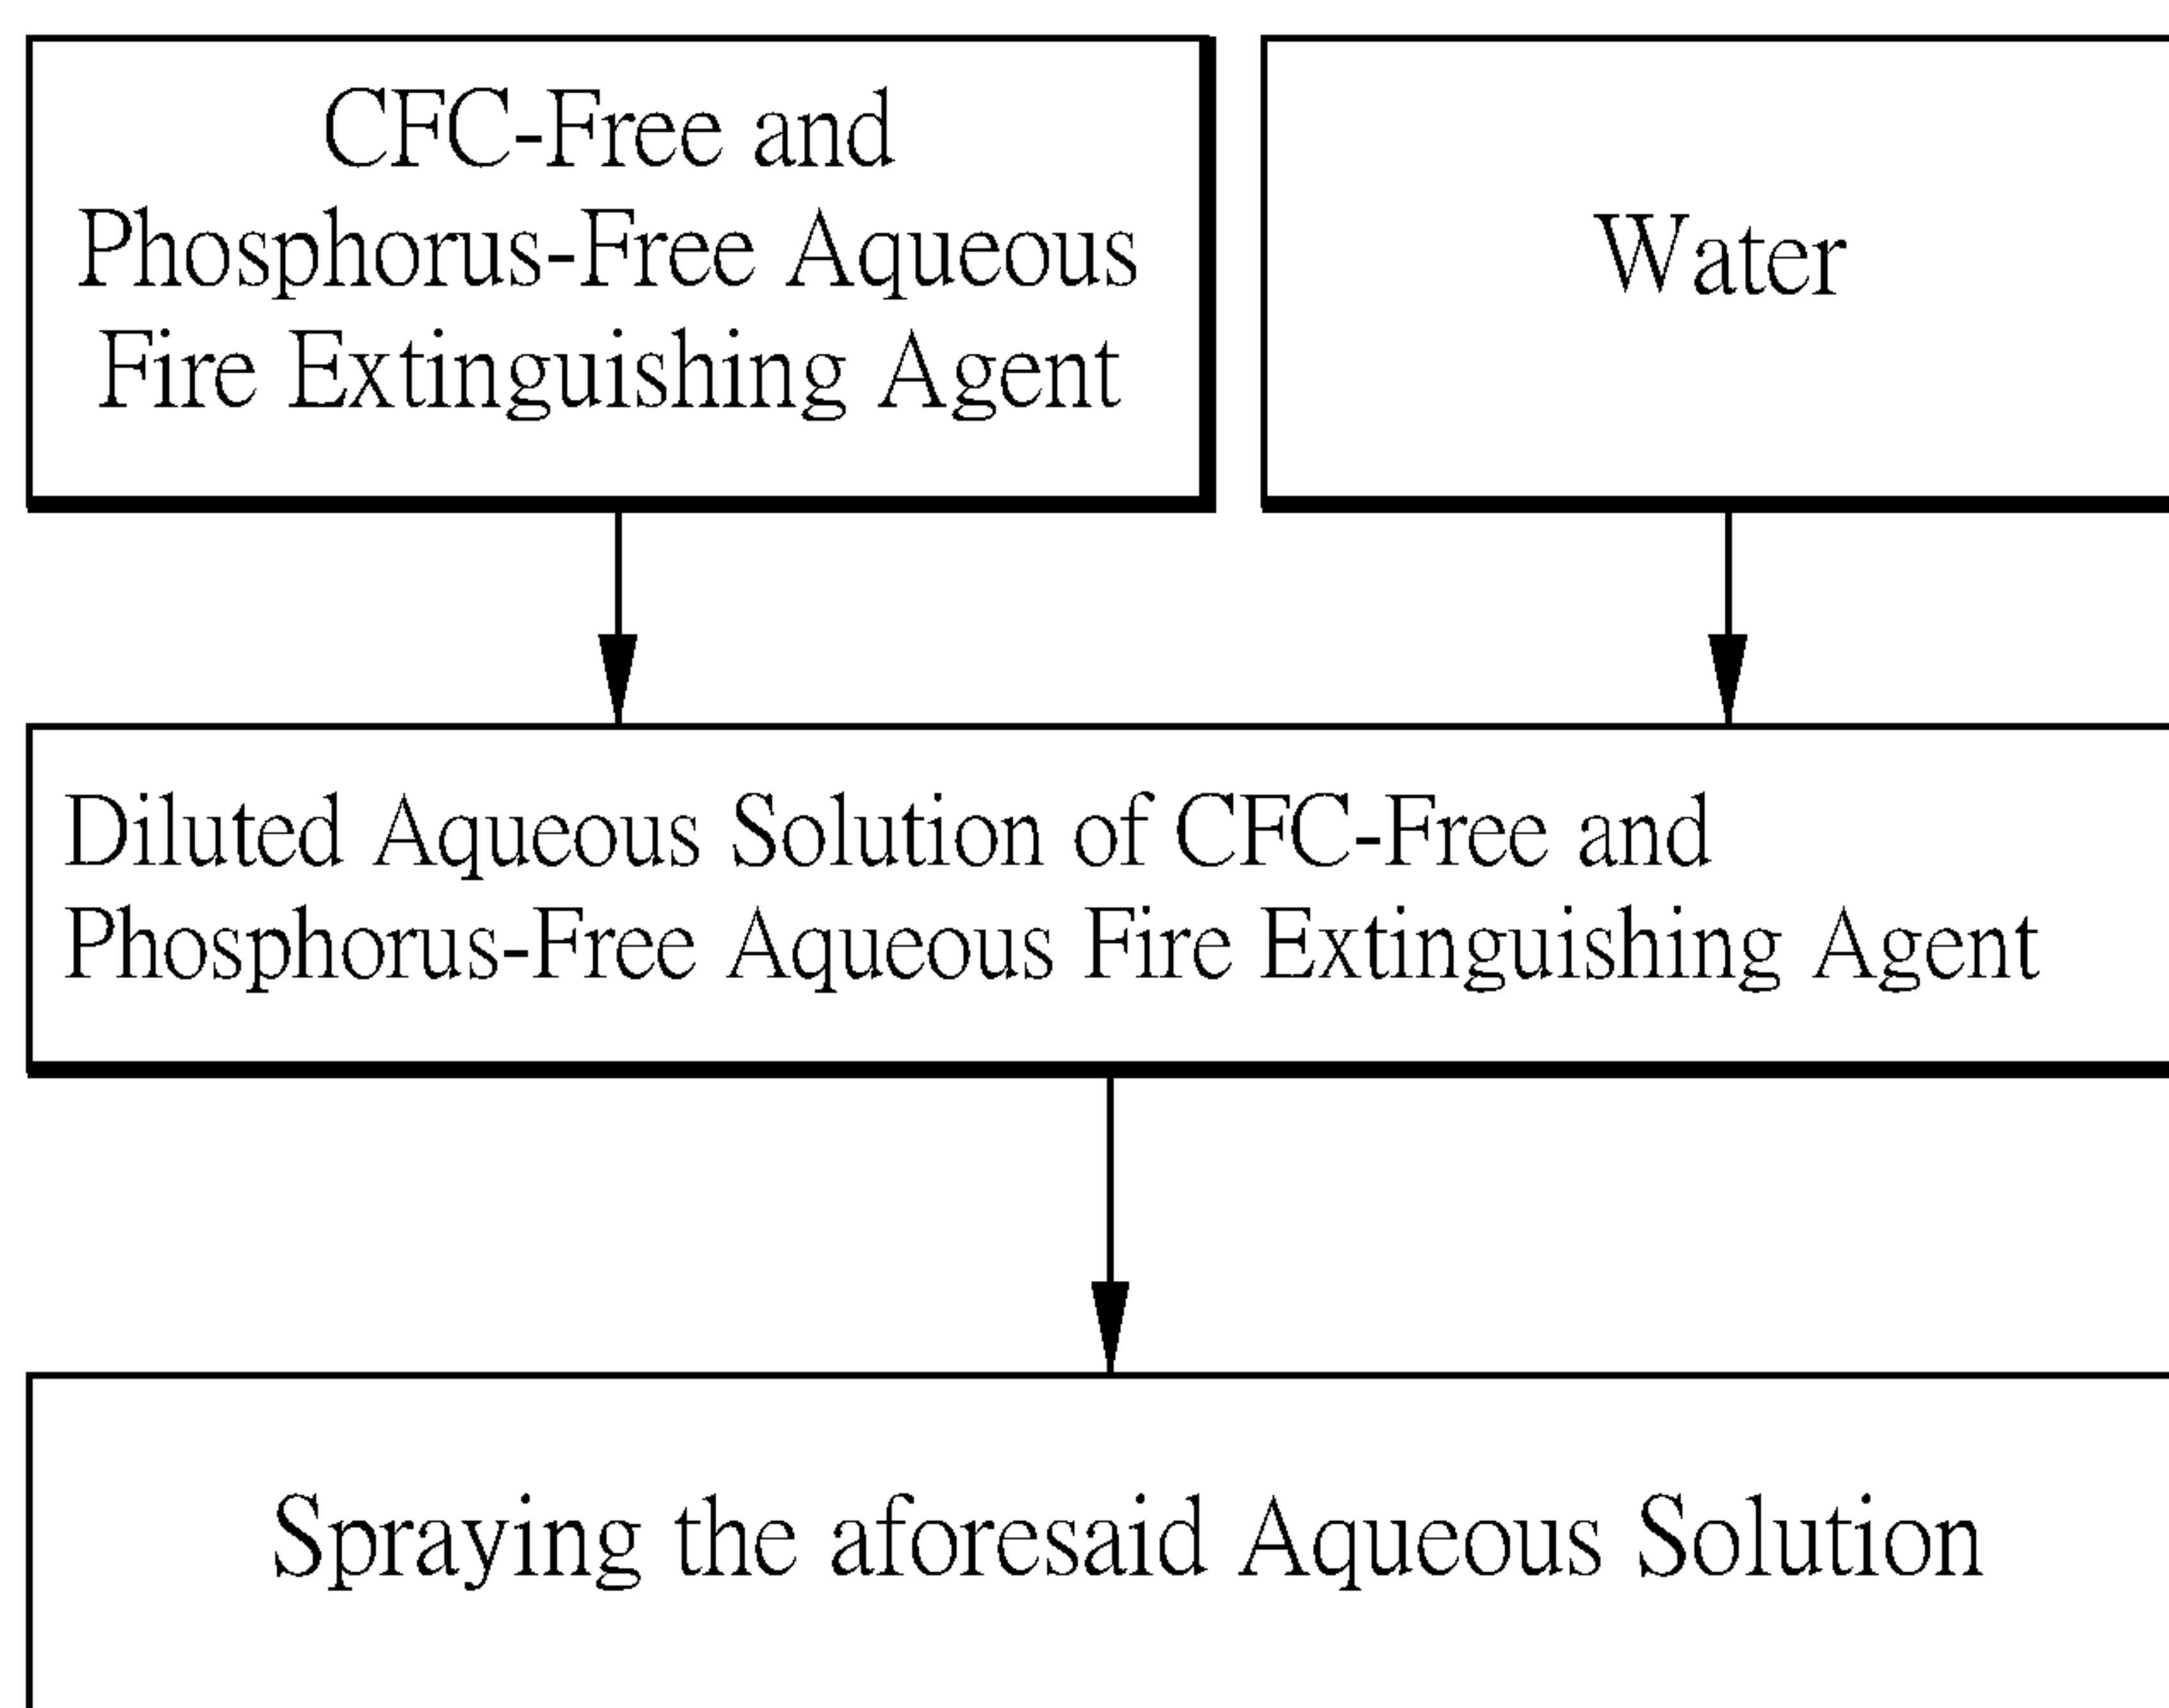 CFC-Free and
Phosphorus-Free Aqueous
Fire Extinguishing Agent
Water
Diluted Aqueous Solution of CFC-Free and
Phosphorus-Free Aqueous Fire Extinguishing Agent
Spraying the aforesaid Aqueous Solution